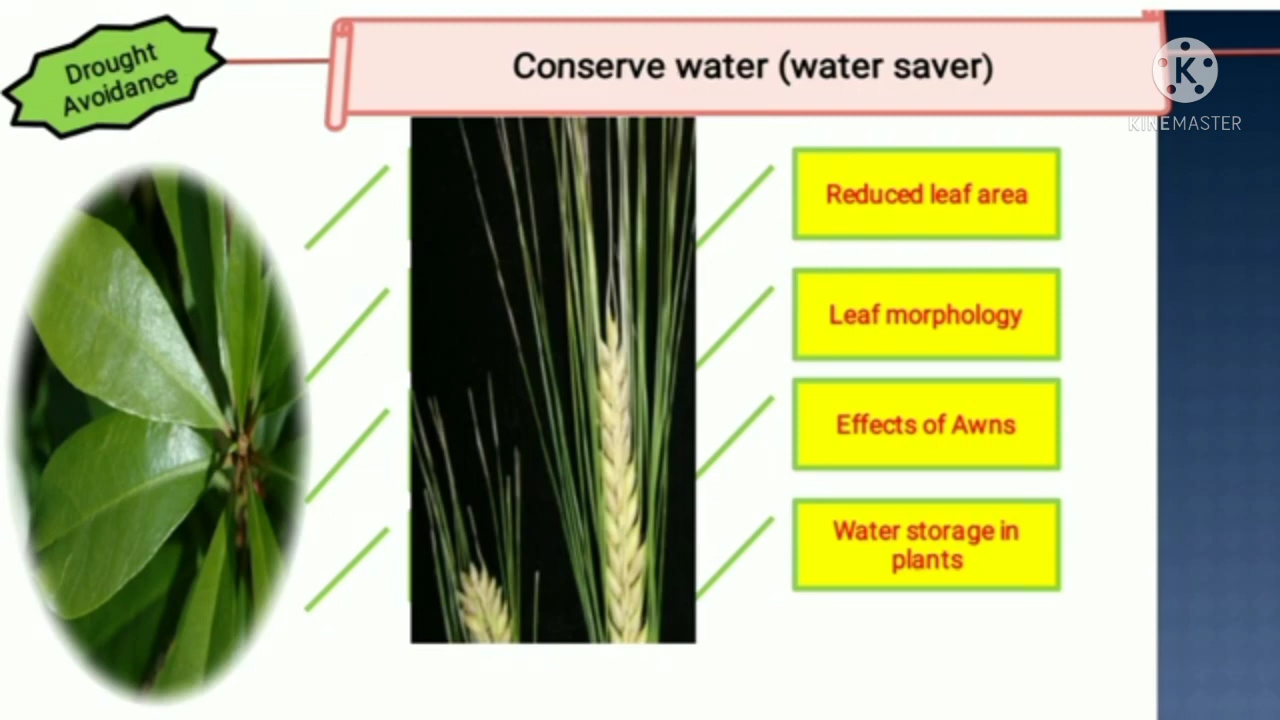 Drought
Avoidance
Conserve water (water saver)
K
KINEMASTER
Reduced leaf area
Leaf morphology
Effects of Awns
Water storage in
plants